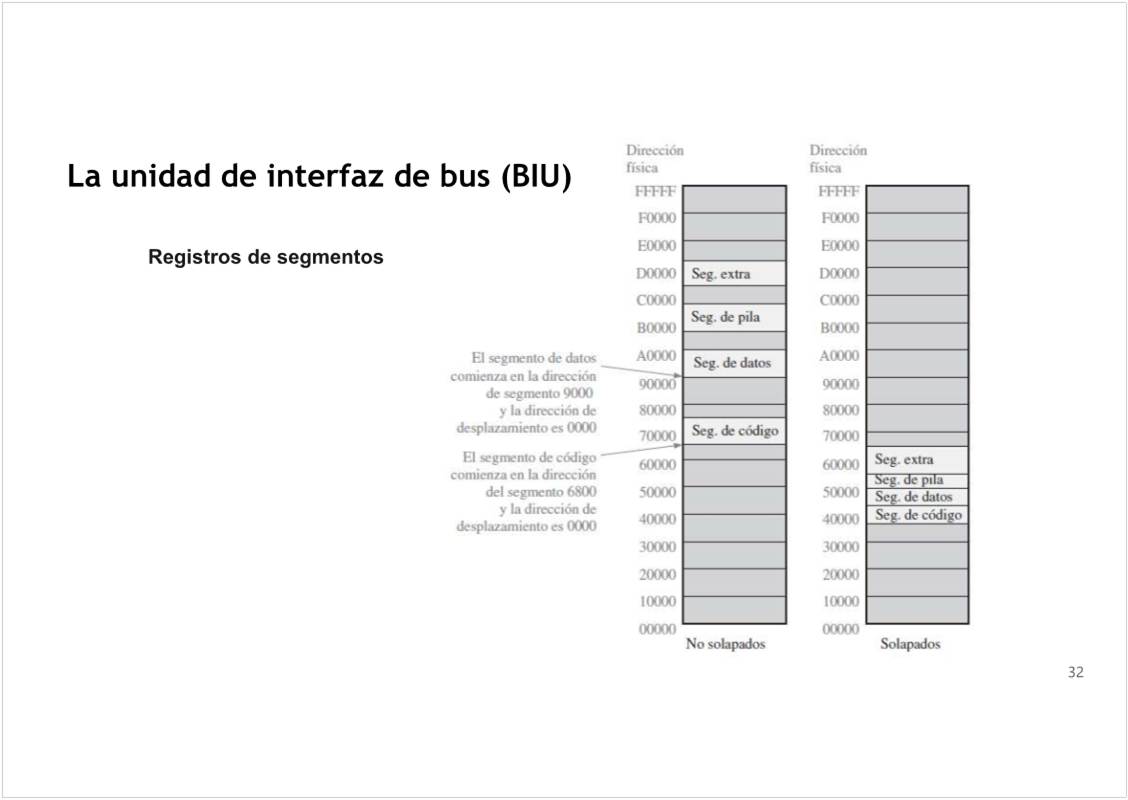 La unidad de interfaz de bus (BIU)
Registros de segmentos
El segmento de datos
comienza en la dirección
de segmento 9000
y la dirección de
desplazamiento es 0000
El segmento de código
comienza en la dirección
del segmento 6800
y la dirección de
desplazamiento es 0000
Dirección
física
FFFFF
F0000
E0000
D0000 Seg. extra
C0000
Seg. de pila
B0000
A0000 Seg. de datos
90000
80000
70000 Seg. de código
60000
50000
40000
30000
20000
10000
00000
No solapados
Dirección
física
FFFFF
F0000
E0000
D0000
C0000
B0000
A0000
90000
80000
70000
60000 Seg. extra
Seg. de pila
50000 Seg. de datos
40000 Seg. de código
30000
20000
10000
00000
Solapados
32